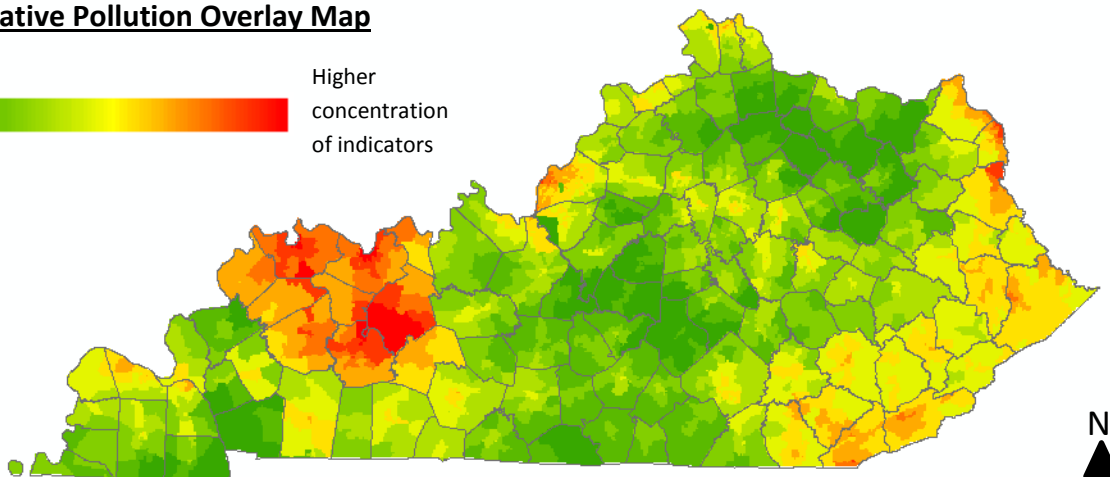 ative Pollution Overlay Map
Higher
concentration
of indicators
N